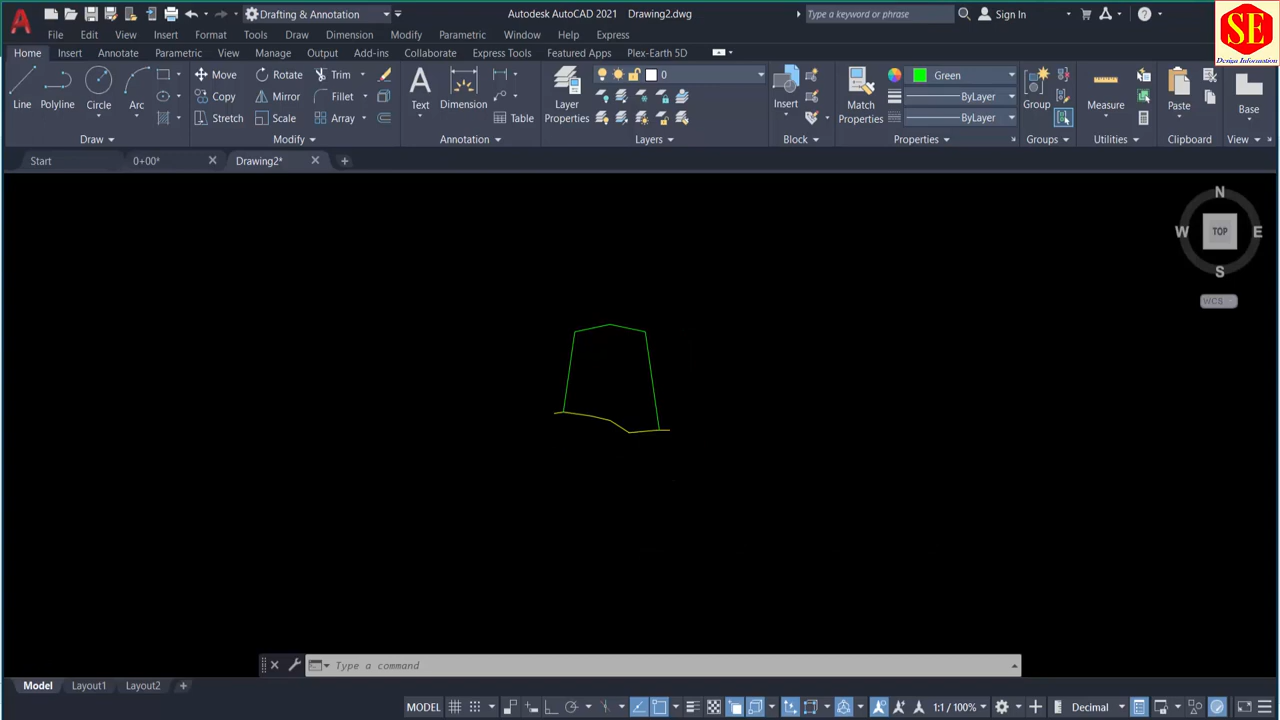 Drafting & Annotation
Autodesk AutoCAD 2021 Drawing2.dwg
Type a keyword or phrase
Sign In
SE
Design Information
File Edit View Insert Format Tools Draw Dimension Modify Parametric Window Help Express
Home Insert Annotate Parametric View Manage Output Add-ins Collaborate Express Tools Featured Apps Plex-Earth 5D
Line Polyline Circle Arc
Move Rotate Trim
Copy Mirror Fillet
Stretch Scale Array
Text Dimension Table
Layer
Properties
0
Insert
Match
Properties
Green
ByLayer
ByLayer
Group
Measure
Paste
Base
Draw Modify Annotation Layers Block Properties Groups Utilities Clipboard View
Start 0+00* Drawing2*
N
W TOP E
S
WCS
Type a command
Model Layout1 Layout2
MODEL 1:1 / 100% Decimal